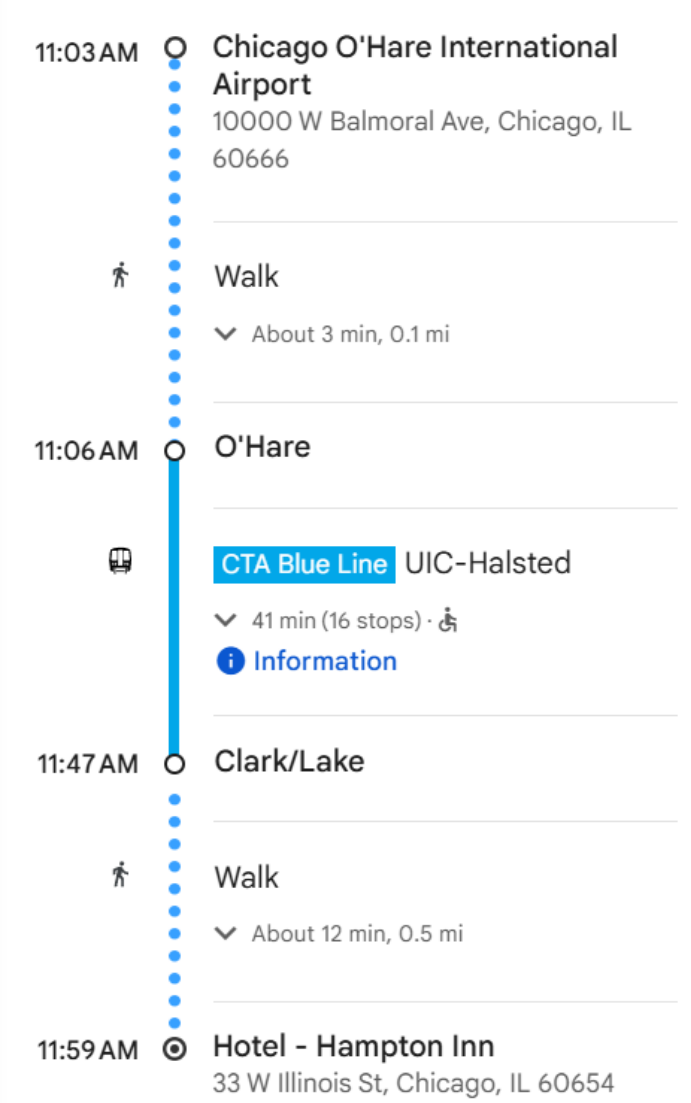 11:03 AM
Chicago O'Hare International
Airport
10000 W Balmoral Ave, Chicago, IL
60666
Walk
About 3 min, 0.1 mi
11:06 AM
O'Hare
CTA Blue Line UIC-Halsted
41 min (16 stops) ·
i Information
11:47 AM
Clark/Lake
Walk
About 12 min, 0.5 mi
11:59 AM
Hotel - Hampton Inn
33 W Illinois St, Chicago, IL 60654